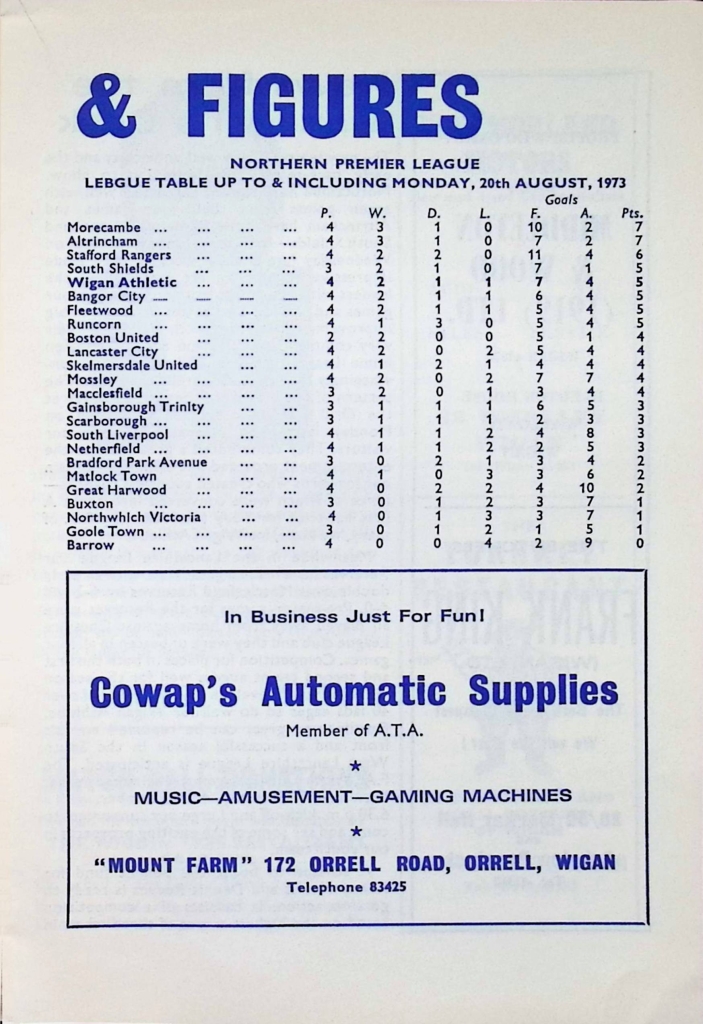 & FIGURES
NORTHERN PREMIER LEAGUE
LEBGUE TABLE UP TO & INCLUDING MONDAY, 20th AUGUST, 1973
Goals
P. W. D. L. F. A. Pts.
Morecambe ... ... ... ... 4 3 1 0 10 2 7
Altrincham ... ... ... ... 4 3 1 0 7 2 7
Stafford Rangers ... ... ... 4 2 2 0 11 4 6
South Shields ... ... ... 3 2 1 0 7 1 5
Wigan Athletic ... ... ... 4 2 1 1 7 4 5
Bangor City — — — — 4 2 1 1 6 5 5
Fleetwood ... ... ... ... 4 2 1 1 5 4 5
Runcorn ... ... ... ... 4 1 3 0 5 4 5
Boston United ... ... ... 2 2 0 0 5 1 4
Lancaster City ... ... ... 4 2 0 2 5 4 4
Skelmersdale United ... ... ... 4 1 2 1 4 4 4
Mossley ... ... ... ... 4 2 0 2 7 7 4
Macclesfield ... ... ... ... 3 2 0 1 3 4 4
Gainsborough Trinity ... ... ... 3 1 1 1 6 5 3
Scarborough ... ... ... ... 3 1 1 1 2 3 3
South Liverpool ... ... ... 4 1 1 1 4 8 3
Netherfield ... ... ... ... 4 1 1 2 2 5 3
Bradford Park Avenue ... ... 3 0 2 1 3 4 2
Matlock Town ... ... ... 4 1 0 3 3 6 2
Great Harwood ... ... ... 4 0 2 2 4 10 2
Buxton ... ... ... ... 3 0 1 2 3 7 1
Northwhich Victoria ... ... ... 4 0 1 3 3 7 1
Goole Town ... ... ... ... 3 0 1 2 1 5 1
Barrow ... ... ... ... 4 0 0 4 2 9 0
In Business Just For Fun!
Cowap's Automatic Supplies
Member of A.T.A.
★
MUSIC—AMUSEMENT—GAMING MACHINES
★
"MOUNT FARM" 172 ORRELL ROAD, ORRELL, WIGAN
Telephone 83425